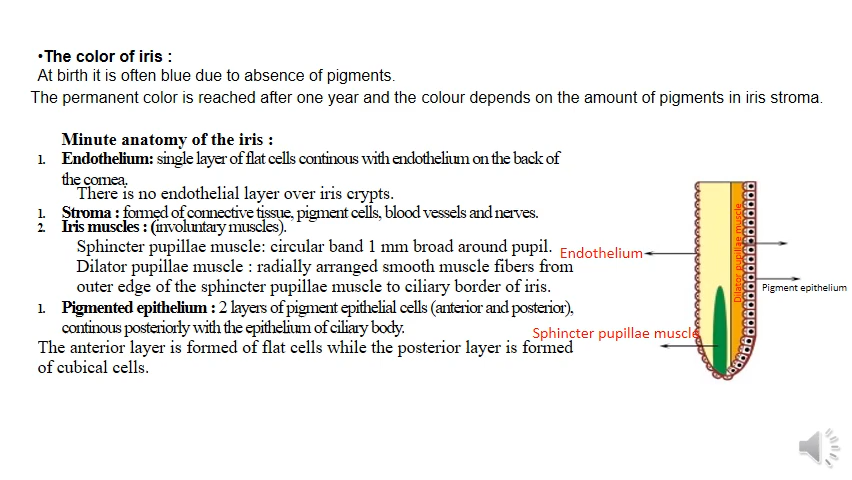 •The color of iris :
At birth it is often blue due to absence of pigments.
The permanent color is reached after one year and the colour depends on the amount of pigments in iris stroma.
Minute anatomy of the iris :
1. Endothelium: single layer of flat cells continous with endothelium on the back of
the cornea.
There is no endothelial layer over iris crypts.
1. Stroma : formed of connective tissue, pigment cells, blood vessels and nerves.
2. Iris muscles : (involuntary muscles).
Sphincter pupillae muscle: circular band 1 mm broad around pupil.
Dilator pupillae muscle : radially arranged smooth muscle fibers from
outer edge of the sphincter pupillae muscle to ciliary border of iris.
1. Pigmented epithelium : 2 layers of pigment epithelial cells (anterior and posterior),
continous posteriorly with the epithelium of ciliary body.
The anterior layer is formed of flat cells while the posterior layer is formed
of cubical cells.
Endothelium
Dilator pupillae muscle
Pigment epithelium
Sphincter pupillae muscle